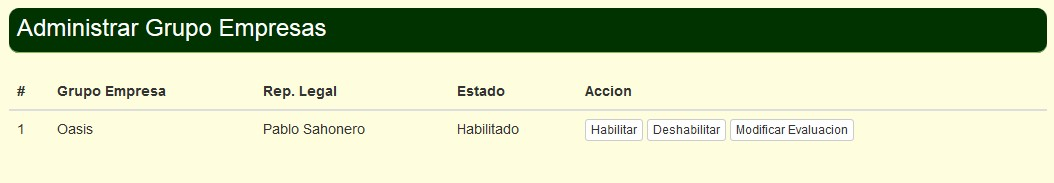 Administrar Grupo Empresas
# Grupo Empresa Rep. Legal Estado Accion
1 Oasis Pablo Sahonero Habilitado Habilitar Deshabilitar Modificar Evaluacion